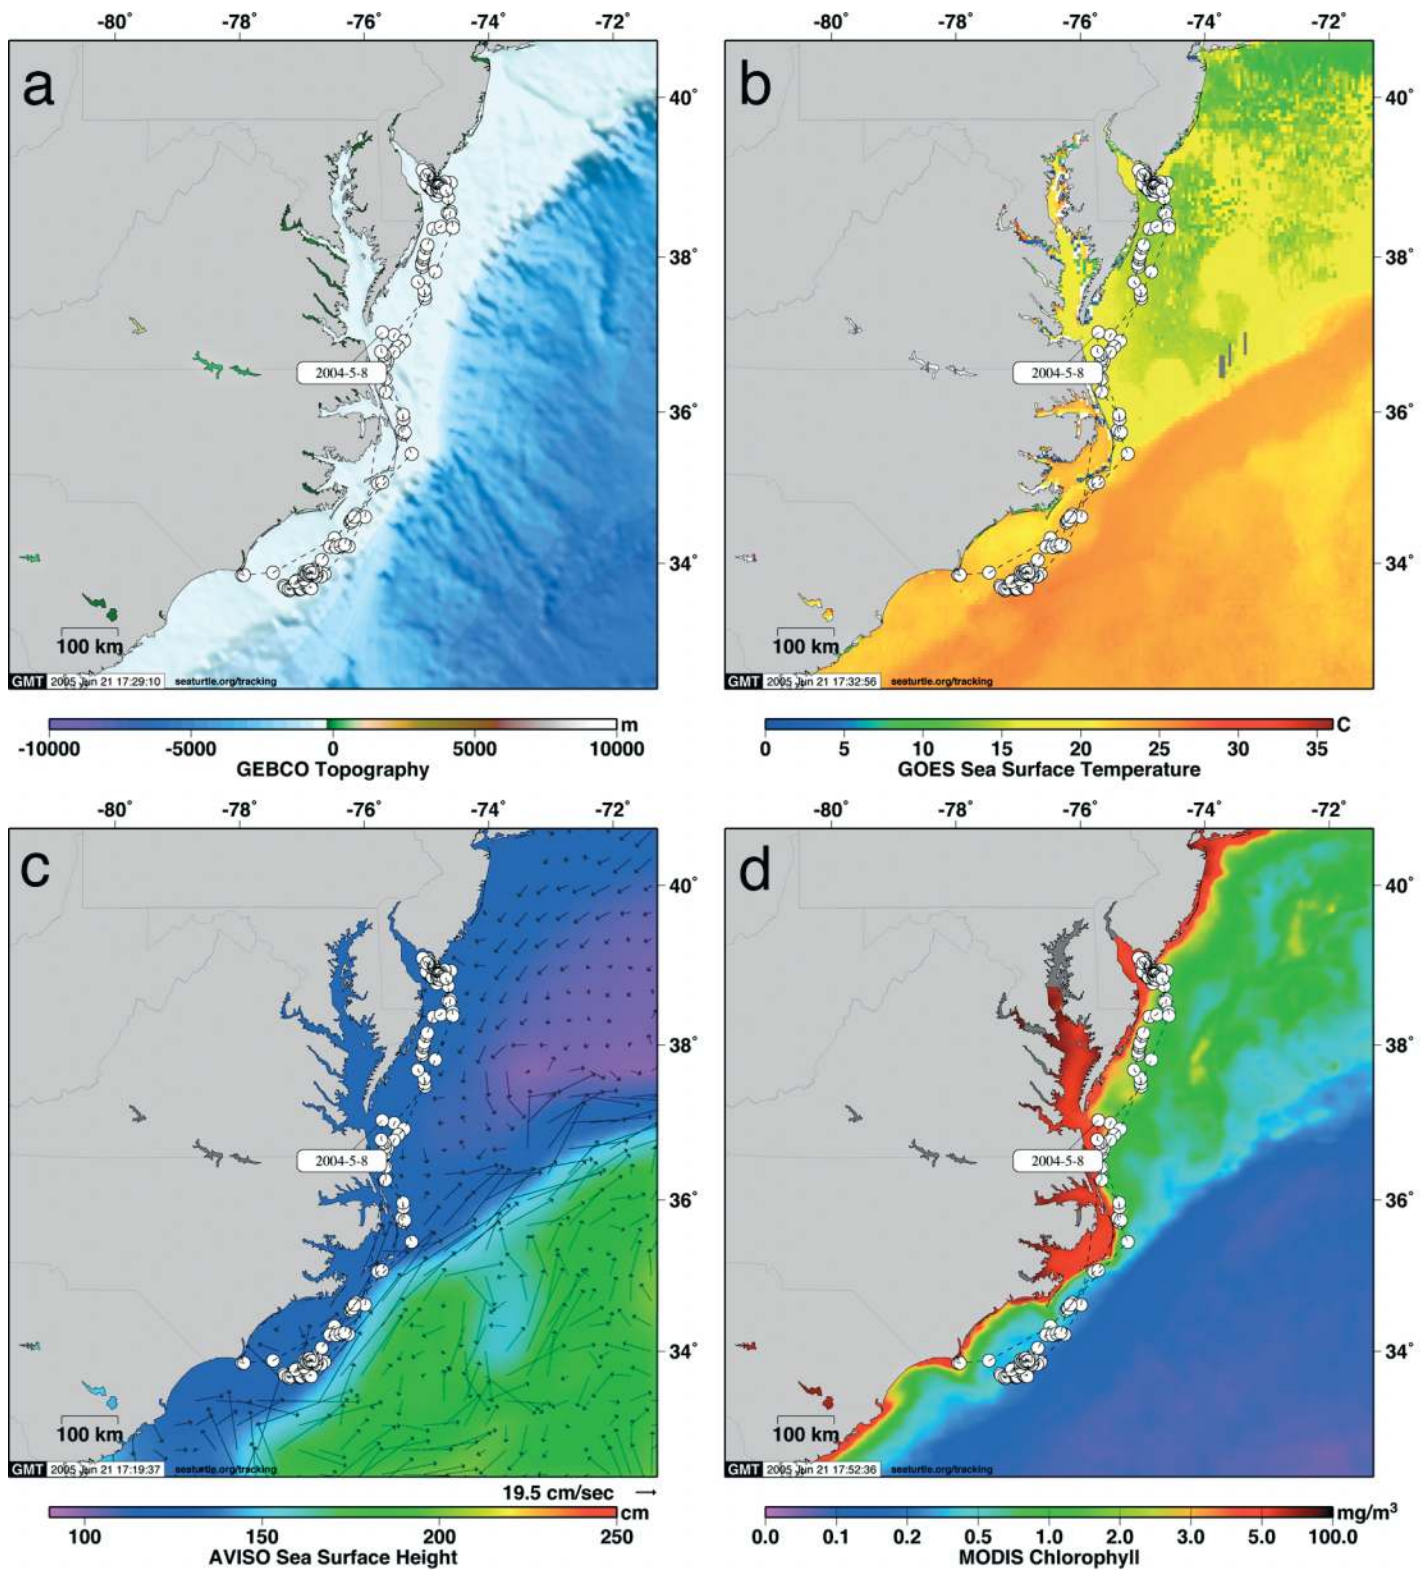 -80° -78° -76° -74° -72°
a
40°
38°
36°
34°
2004-5-8
100 km
GMT 2005 Jun 21 17:29:10 seaturtle.org/tracking
m
-10000 -5000 0 5000 10000
GEBCO Topography
-80° -78° -76° -74° -72°
b
40°
38°
36°
34°
2004-5-8
100 km
GMT 2005 Jun 21 17:32:56 seaturtle.org/tracking
C
0 5 10 15 20 25 30 35
GOES Sea Surface Temperature
-80° -78° -76° -74° -72°
c
40°
38°
36°
34°
2004-5-8
100 km
GMT 2005 Jun 21 17:19:37 seaturtle.org/tracking
19.5 cm/sec
cm
100 150 200 250
AVISO Sea Surface Height
-80° -78° -76° -74° -72°
d
40°
38°
36°
34°
2004-5-8
100 km
GMT 2005 Jun 21 17:52:36 seaturtle.org/tracking
mg/m³
0.0 0.1 0.2 0.5 1.0 2.0 3.0 5.0 100.0
MODIS Chlorophyll